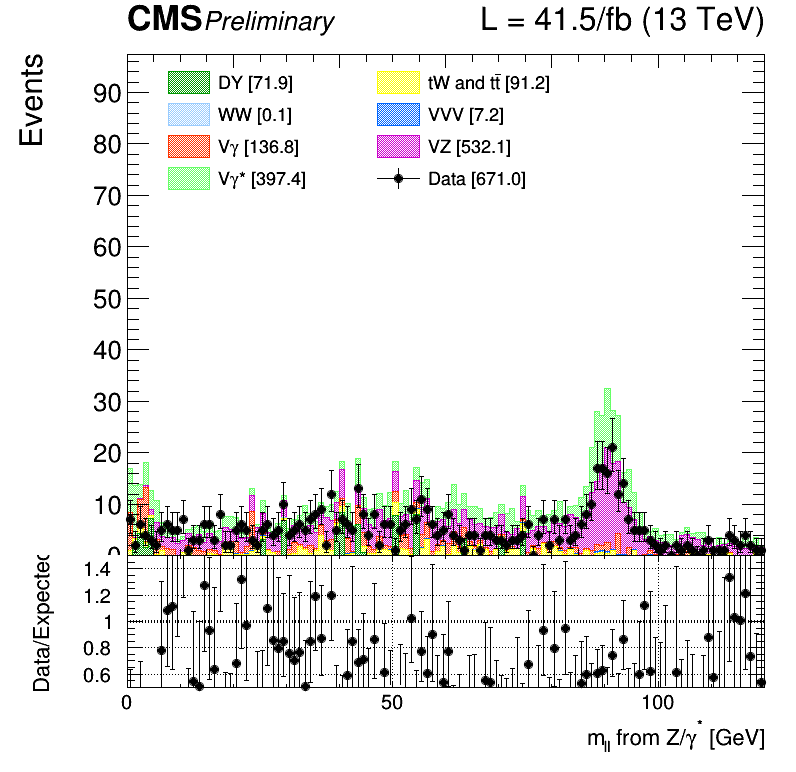 CMS Preliminary L = 41.5/fb (13 TeV)
Events
90
80
70
60
50
40
30
20
10
0
DY [71.9]
WW [0.1]
Vγ [136.8]
Vγ* [397.4]
tW and tt̄ [91.2]
VVV [7.2]
VZ [532.1]
Data [671.0]
Data/Expected
1.4
1.2
1
0.8
0.6
0 50 100
m_ll from Z/γ* [GeV]